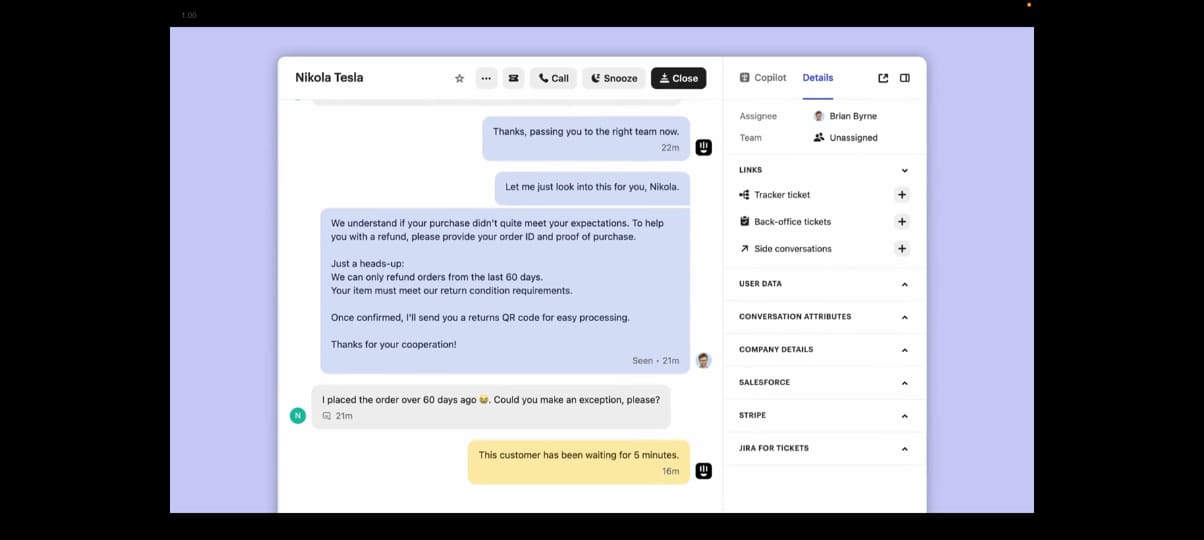 1.00
Nikola Tesla
Call
Snooze
Close
Copilot
Details
Thanks, passing you to the right team now.
22m
Let me just look into this for you, Nikola.
We understand if your purchase didn't quite meet your expectations. To help
you with a refund, please provide your order ID and proof of purchase.
Just a heads-up:
We can only refund orders from the last 60 days.
Your item must meet our return condition requirements.
Once confirmed, I'll send you a returns QR code for easy processing.
Thanks for your cooperation!
Seen • 21m
N
I placed the order over 60 days ago 😂. Could you make an exception, please?
21m
This customer has been waiting for 5 minutes.
16m
Assignee Brian Byrne
Team Unassigned
LINKS
Tracker ticket
Back-office tickets
Side conversations
USER DATA
CONVERSATION ATTRIBUTES
COMPANY DETAILS
SALESFORCE
STRIPE
JIRA FOR TICKETS